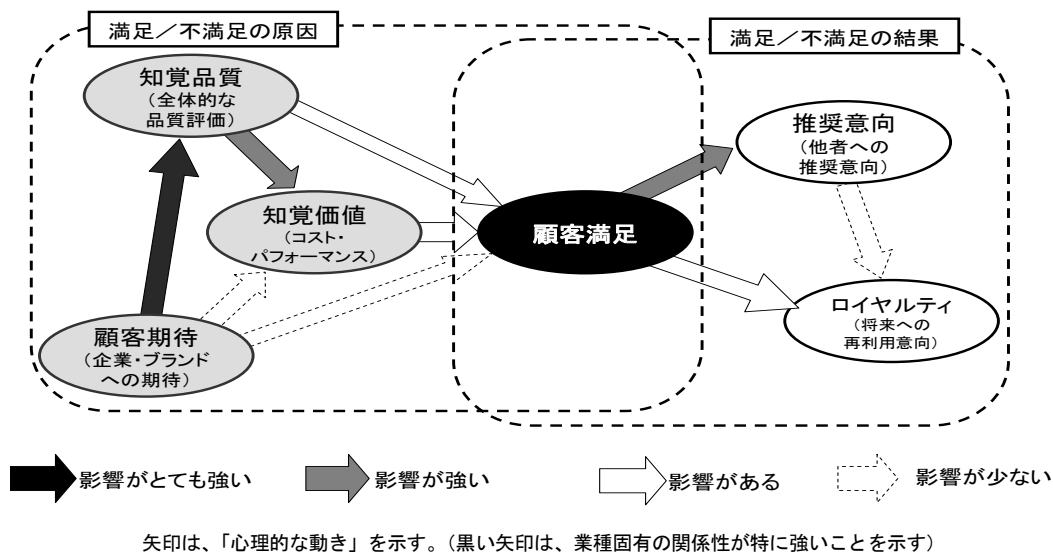 満足／不満足の原因
満足／不満足の結果
知覚品質
（全体的な
品質評価）
推奨意向
（他者への
推奨意向）
知覚価値
（コスト・
パフォーマンス）
顧客満足
顧客期待
（企業・ブランド
への期待）
ロイヤルティ
（将来への
再利用意向）
影響がとても強い
影響が強い
影響がある
影響が少ない
矢印は、「心理的な動き」を示す。（黒い矢印は、業種固有の関係性が特に強いことを示す）